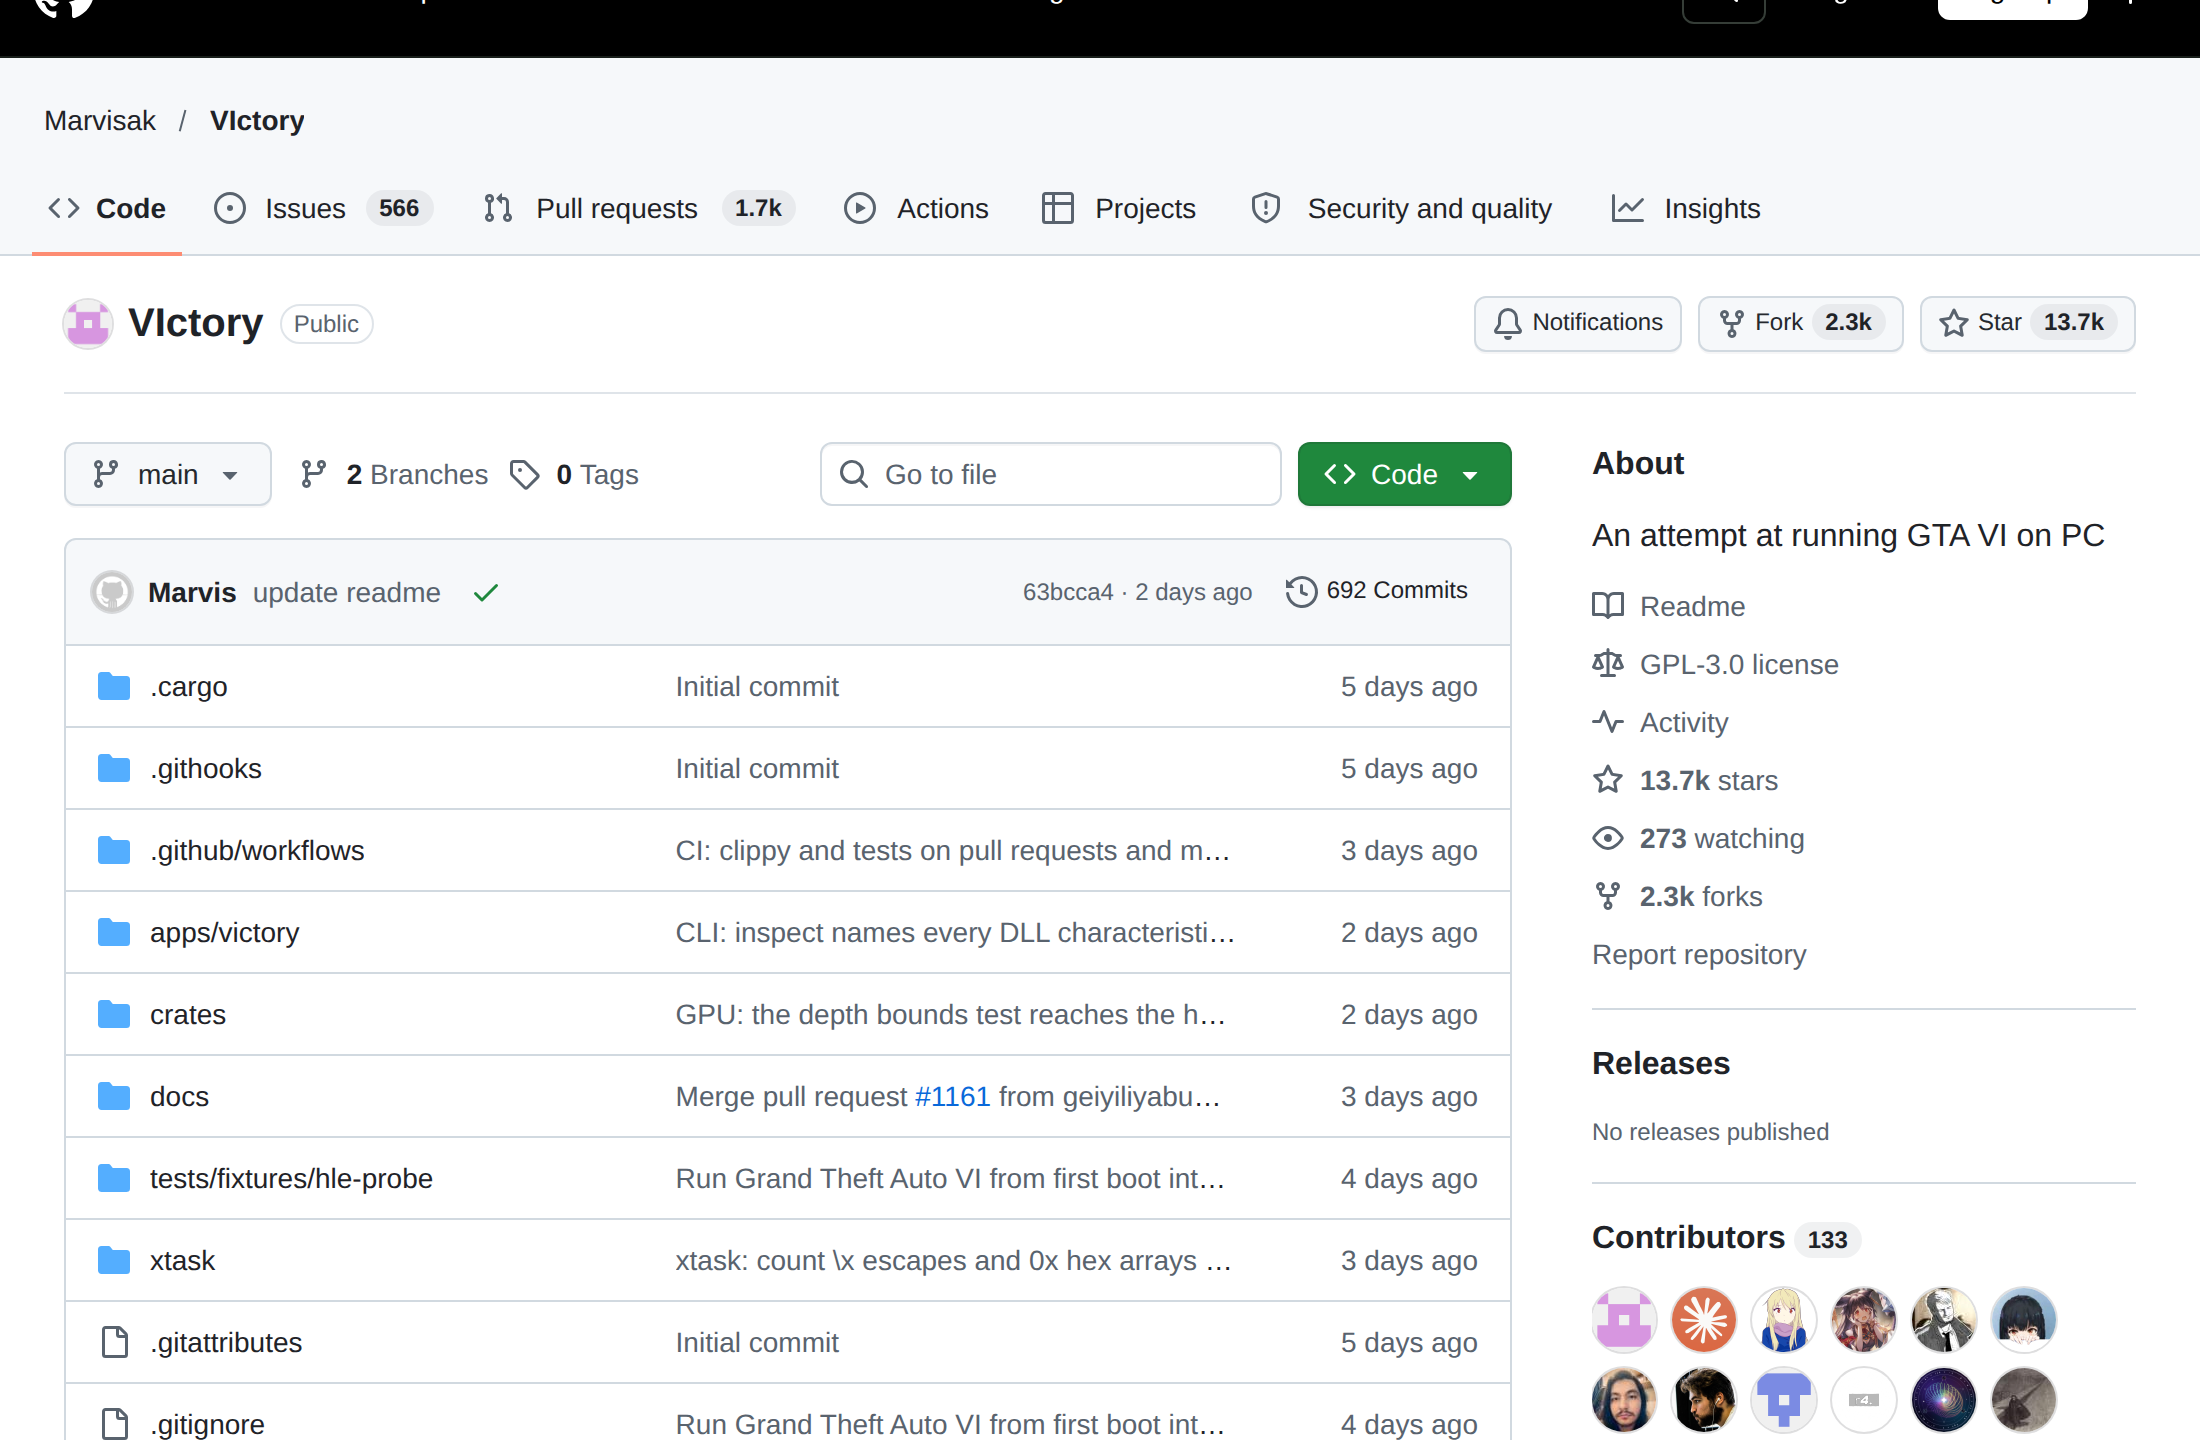 Marvisak / VIctory
Code Issues 566 Pull requests 1.7k Actions Projects Security and quality Insights
VIctory Public Notifications Fork 2.3k Star 13.7k
main 2 Branches 0 Tags Go to file Code
Marvis update readme 63bcca4 · 2 days ago 692 Commits
.cargo Initial commit 5 days ago
.githooks Initial commit 5 days ago
.github/workflows CI: clippy and tests on pull requests and m… 3 days ago
apps/victory CLI: inspect names every DLL characteristi… 2 days ago
crates GPU: the depth bounds test reaches the h… 2 days ago
docs Merge pull request #1161 from geiyiliyabu… 3 days ago
tests/fixtures/hle-probe Run Grand Theft Auto VI from first boot int… 4 days ago
xtask xtask: count \x escapes and 0x hex arrays … 3 days ago
.gitattributes Initial commit 5 days ago
.gitignore Run Grand Theft Auto VI from first boot int… 4 days ago
About
An attempt at running GTA VI on PC
Readme
GPL-3.0 license
Activity
13.7k stars
273 watching
2.3k forks
Report repository
Releases
No releases published
Contributors 133